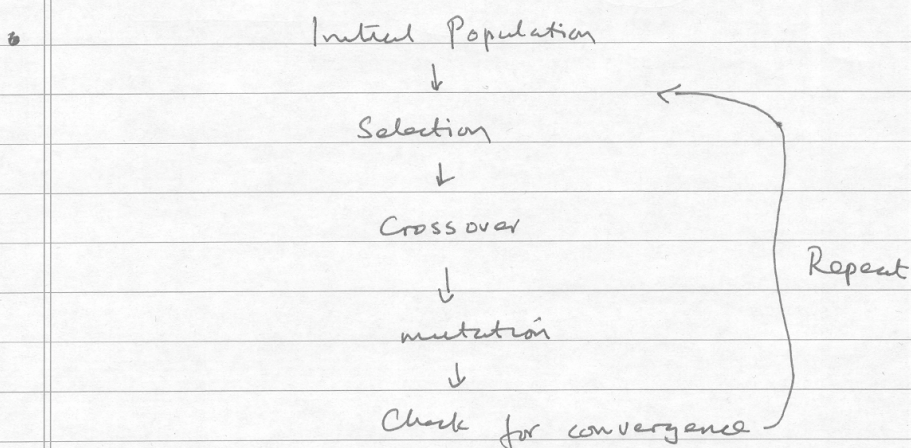 Initial Population
Selection
Crossover
Repeat
mutation
Check for convergence